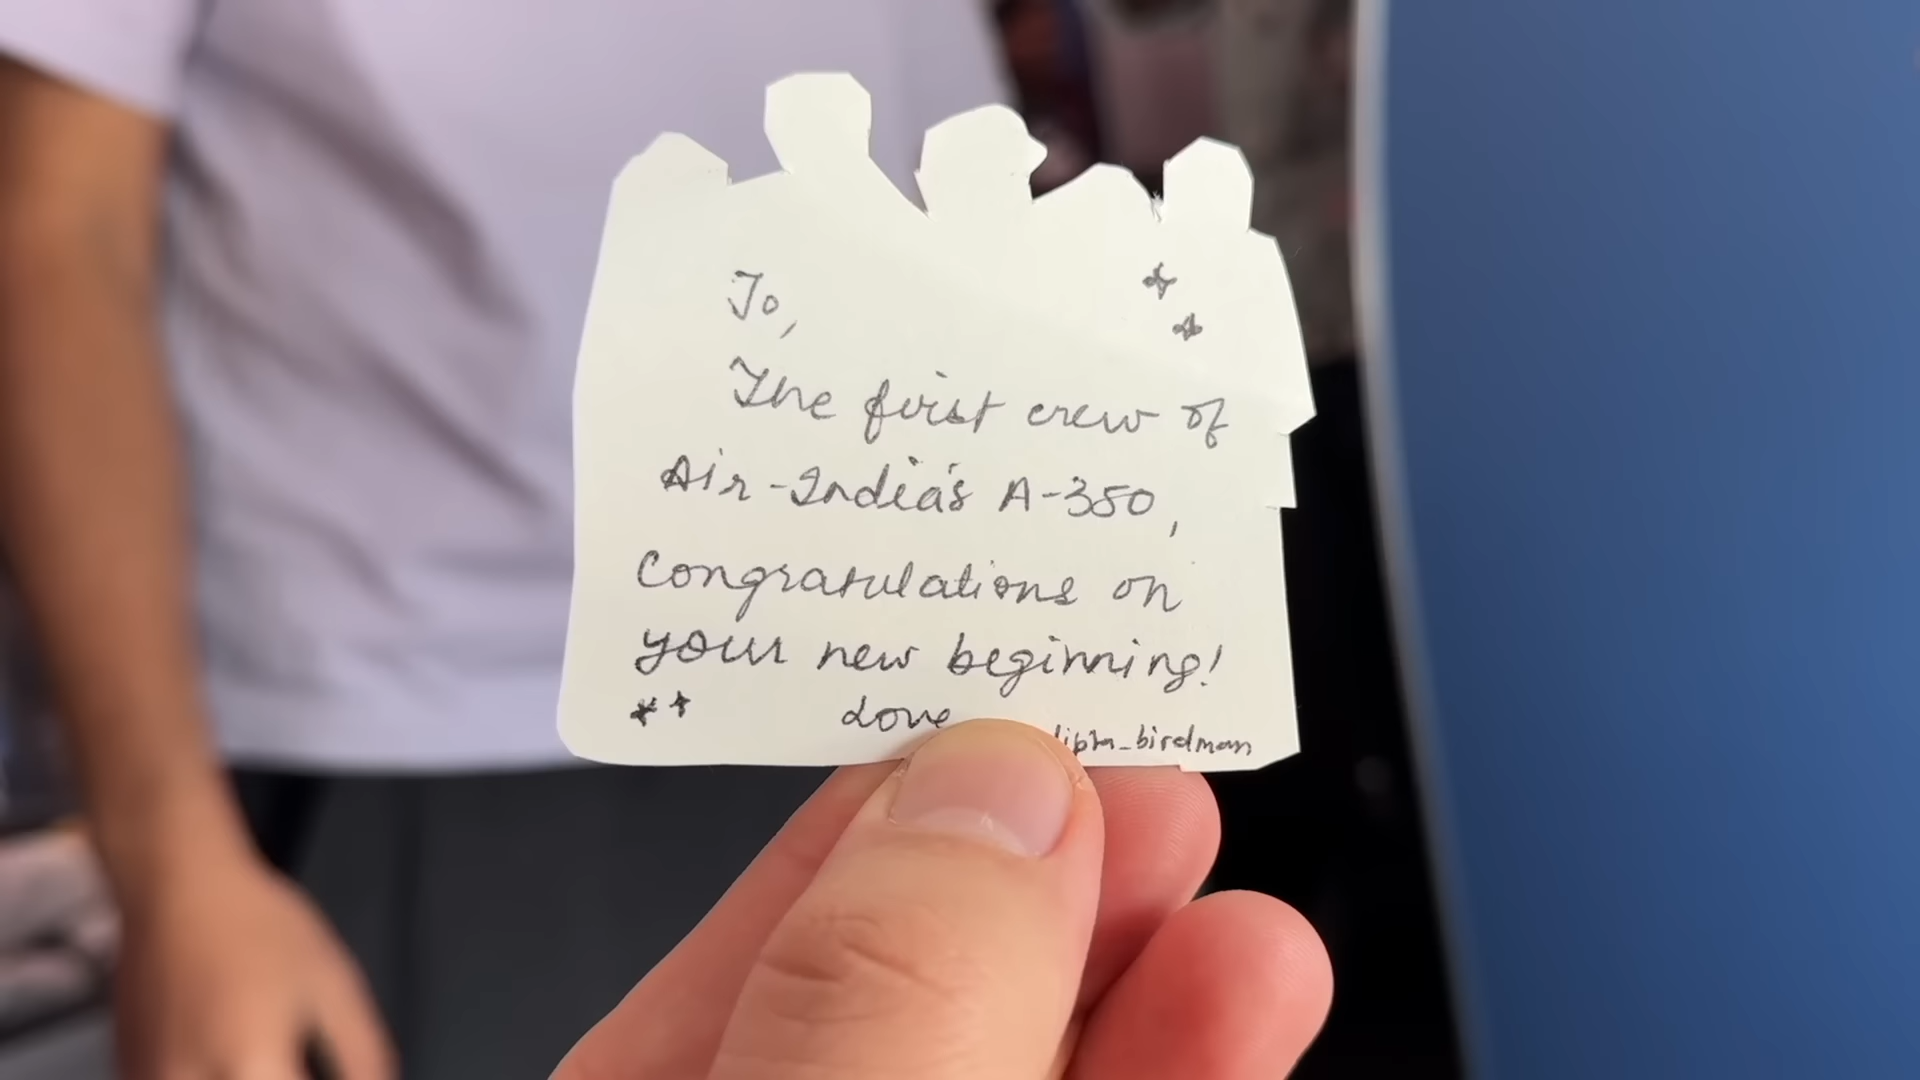 To,
The first crew of
Air-India's A-350,
Congratulations on
your new beginning!
Love